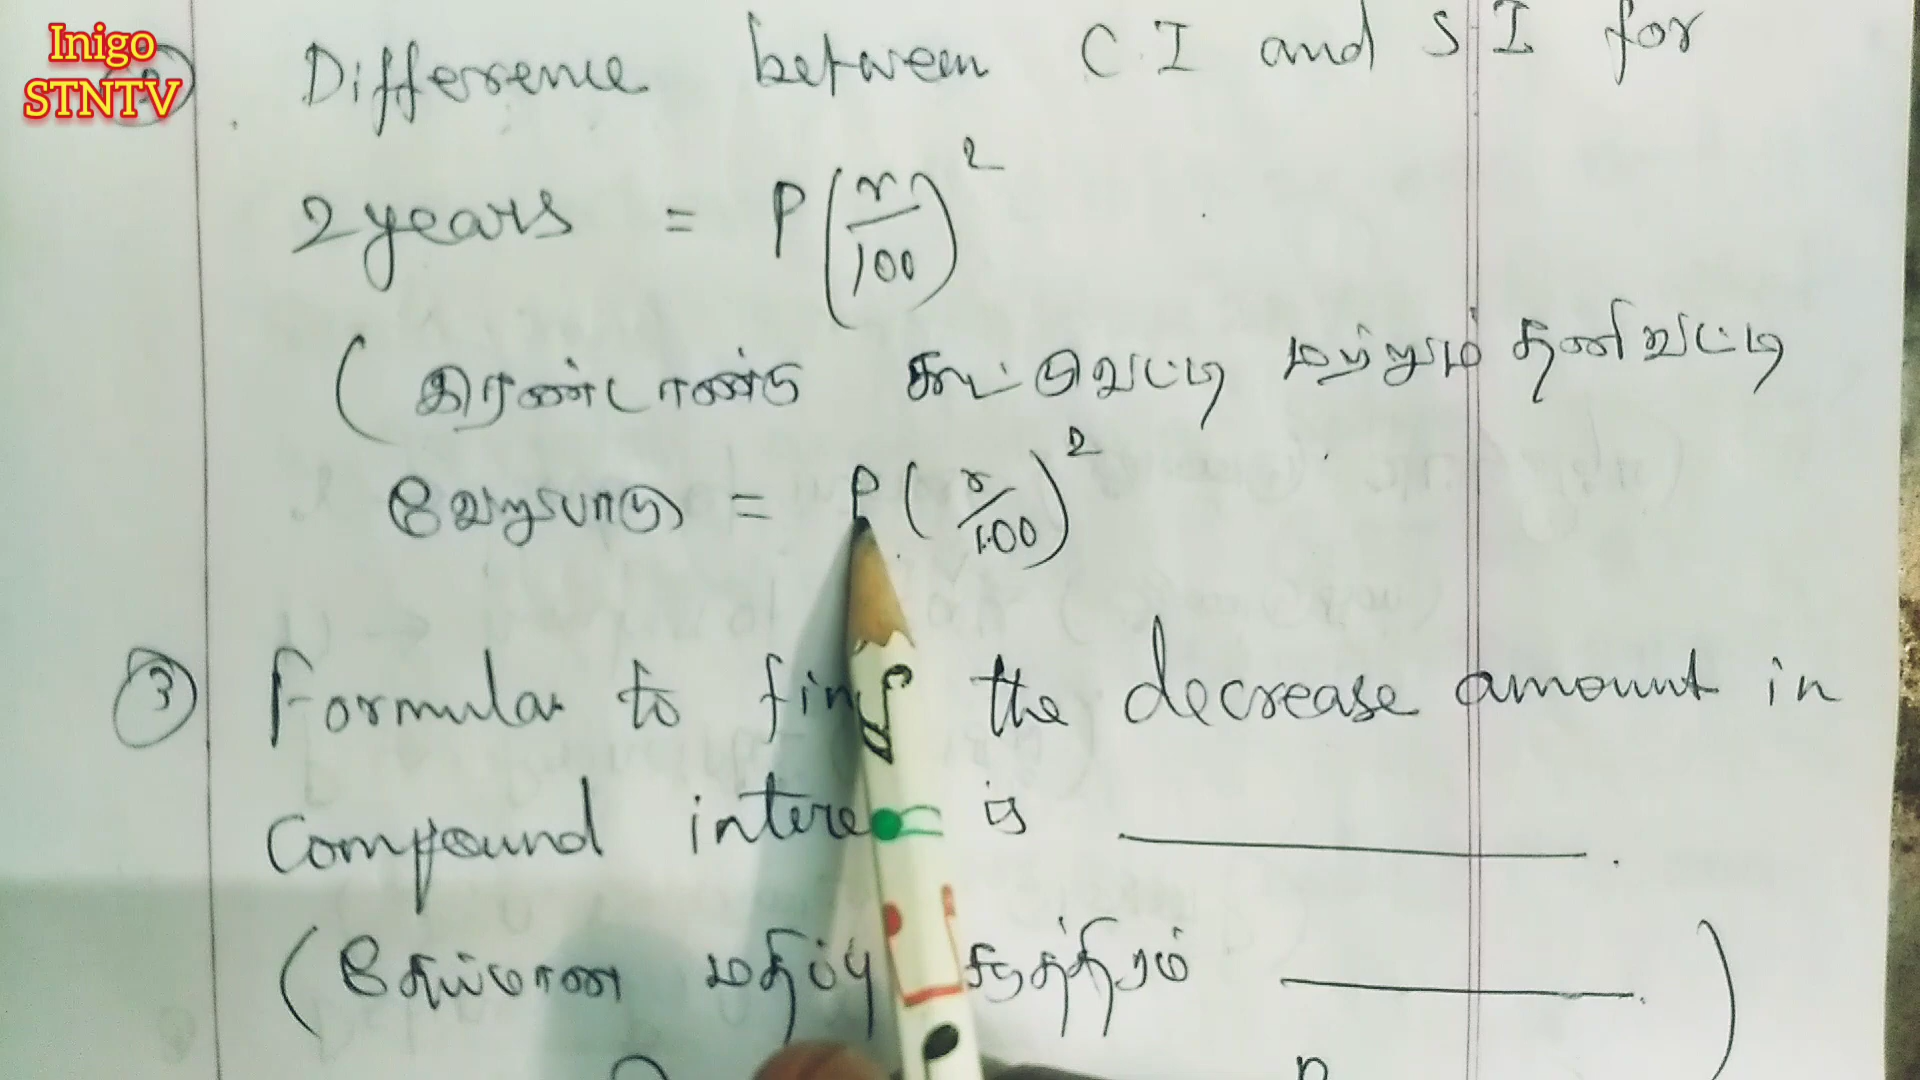 Inigo
STNTV
Difference between C.I and S.I for
2 years = P(r/100)²
(இரண்டாண்டு கூட்டுவட்டி மற்றும் தனிவட்டி
வேறுபாடு = P(r/100)²
③ Formula to find the decrease amount in
Compound intere is ________.
(தேய்மான மதிப்பு சூத்திரம் ________.)
n